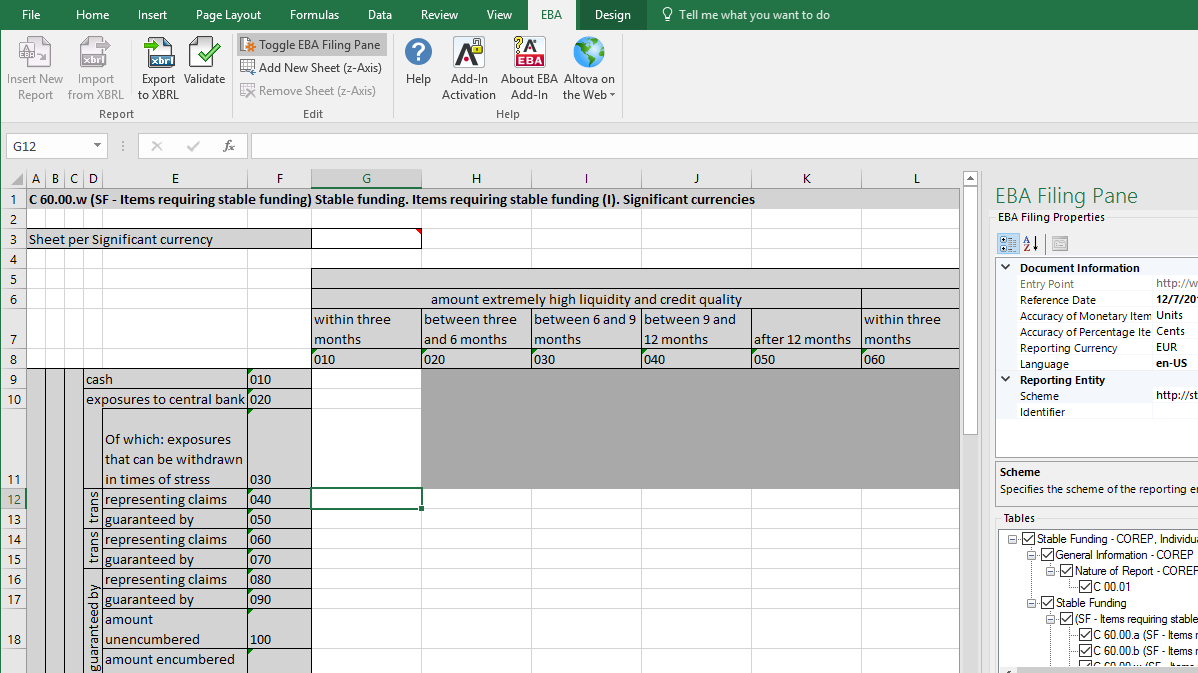 File Home Insert Page Layout Formulas Data Review View EBA Design Tell me what you want to do
Insert New Report
Import from XBRL
xbrl
Export to XBRL
xbrl
Validate
Report
Toggle EBA Filing Pane
Add New Sheet (z-Axis)
Remove Sheet (z-Axis)
Edit
Help
Add-In Activation
EBA
About EBA Add-In
Altova on the Web
Help
G12 fx
A B C D E F G H I J K L
1 C 60.00.w (SF - Items requiring stable funding) Stable funding. Items requiring stable funding (I). Significant currencies
2
3 Sheet per Significant currency
4
5
6 amount extremely high liquidity and credit quality
within three between three between 6 and 9 between 9 and within three
7 months and 6 months months 12 months after 12 months months
8 010 020 030 040 050 060
9 cash 010
10 exposures to central bank 020
Of which: exposures
that can be withdrawn
11 in times of stress 030
12 trans representing claims 040
13 guaranteed by 050
14 trans representing claims 060
15 guaranteed by 070
16 guaranteed by representing claims 080
17 guaranteed by 090
amount
18 unencumbered 100
amount encumbered
EBA Filing Pane
EBA Filing Properties
Document Information
Entry Point http://w
Reference Date 12/7/20
Accuracy of Monetary Item Units
Accuracy of Percentage Ite Cents
Reporting Currency EUR
Language en-US
Reporting Entity
Scheme http://st
Identifier
Scheme
Specifies the scheme of the reporting e
Tables
Stable Funding - COREP, Individua
General Information - COREP
Nature of Report - COREP
C 00.01
Stable Funding
(SF - Items requiring stable
C 60.00.a (SF - Items r
C 60.00.b (SF - Items r
C 60.00.w (SF - Items